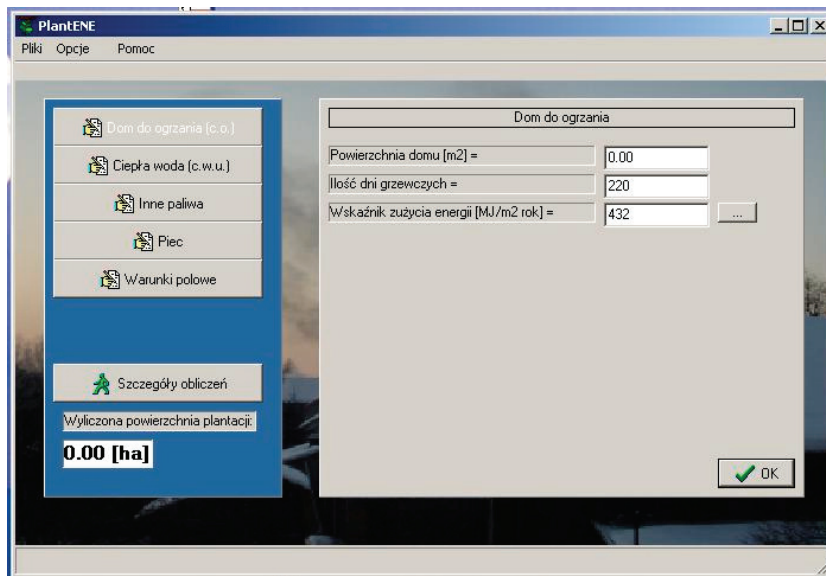 PlantENE
Pliki Opcje Pomoc
Dom do ogrzania (c.o.)
Ciepła woda (c.w.u.)
Inne paliwa
Piec
Warunki polowe
Szczegóły obliczeń
Wyliczona powierzchnia plantacji:
0.00 [ha]
Dom do ogrzania
Powierzchnia domu [m2] = 0.00
Ilość dni grzewczych = 220
Wskaźnik zużycia energii [MJ/m2 rok] = 432 ...
OK